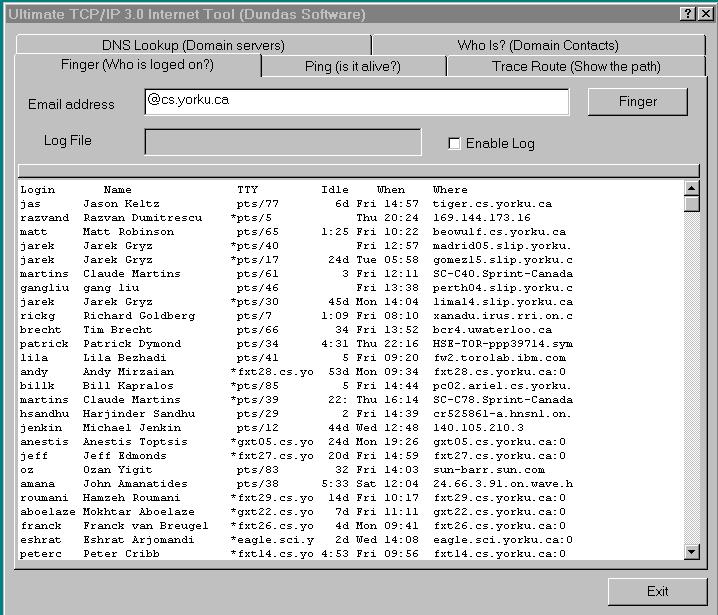 Ultimate TCP/IP 3.0 Internet Tool (Dundas Software)
DNS Lookup (Domain servers) Who Is? (Domain Contacts)
Finger (Who is loged on?) Ping (is it alive?) Trace Route (Show the path)
Email address @cs.yorku.ca Finger
Log File Enable Log
Login Name TTY Idle When Where
jas Jason Keltz pts/77 6d Fri 14:57 tiger.cs.yorku.ca
razvand Razvan Dumitrescu *pts/5 Thu 20:24 169.144.173.16
matt Matt Robinson pts/65 1:25 Fri 10:22 beowulf.cs.yorku.ca
jarek Jarek Gryz *pts/40 Fri 12:57 madrid05.slip.yorku.
jarek Jarek Gryz *pts/17 24d Tue 05:58 gomez15.slip.yorku.c
martins Claude Martins pts/61 3 Fri 12:11 SC-C40.Sprint-Canada
gangliu gang liu pts/46 Fri 13:38 perth04.slip.yorku.c
jarek Jarek Gryz *pts/30 45d Mon 14:04 lima14.slip.yorku.ca
rickg Richard Goldberg pts/7 1:09 Fri 08:10 xanadu.irus.rri.on.c
brecht Tim Brecht pts/66 34 Fri 13:52 bcr4.uwaterloo.ca
patrick Patrick Dymond pts/34 4:31 Thu 22:16 HSE-TOR-ppp39714.sym
lila Lila Bezhadi pts/41 5 Fri 09:20 fw2.torolab.ibm.com
andy Andy Mirzaian *fxt28.cs.yo 53d Mon 09:34 fxt28.cs.yorku.ca:0
billk Bill Kapralos *pts/85 5 Fri 14:44 pc02.ariel.cs.yorku.
martins Claude Martins *pts/39 22: Thu 16:14 SC-C78.Sprint-Canada
hsandhu Harjinder Sandhu pts/29 2 Fri 14:39 cr525861-a.hnsn1.on.
jenkin Michael Jenkin pts/12 44d Wed 12:48 140.105.210.3
anestis Anestis Toptsis *gxt05.cs.yo 24d Mon 19:26 gxt05.cs.yorku.ca:0
jeff Jeff Edmonds *fxt27.cs.yo 20d Fri 14:59 fxt27.cs.yorku.ca:0
oz Ozan Yigit pts/83 32 Fri 14:03 sun-barr.sun.com
amana John Amanatides pts/38 5:33 Sat 12:04 24.66.3.91.on.wave.h
roumani Hamzeh Roumani *fxt29.cs.yo 14d Fri 10:17 fxt29.cs.yorku.ca:0
aboelaze Mokhtar Aboelaze *gxt22.cs.yo 7d Fri 11:11 gxt22.cs.yorku.ca:0
franck Franck van Breugel *fxt26.cs.yo 4d Mon 09:41 fxt26.cs.yorku.ca:0
eshrat Eshrat Arjomandi *eagle.sci.y 2d Wed 14:08 eagle.sci.yorku.ca:0
peterc Peter Cribb *fxt14.cs.yo 4:53 Fri 09:56 fxt14.cs.yorku.ca:0
Exit